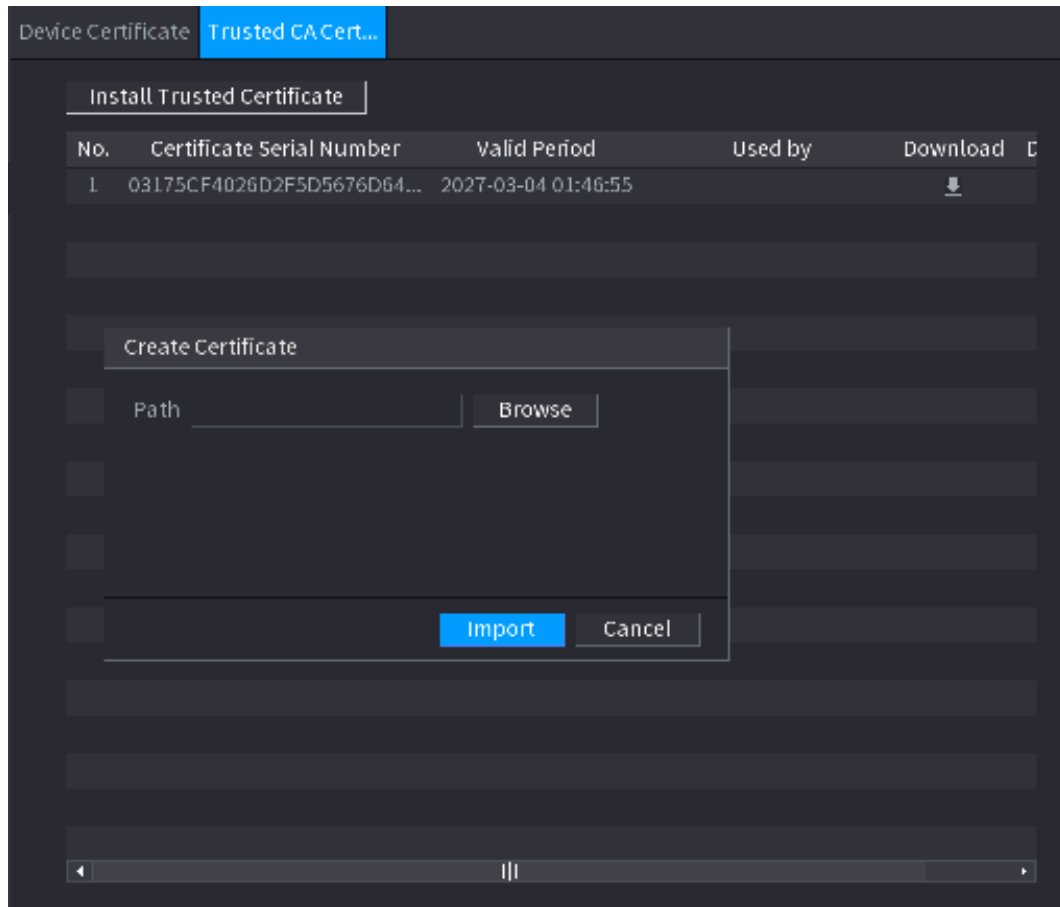 Device Certificate Trusted CA Cert...
Install Trusted Certificate
No. Certificate Serial Number Valid Period Used by Download D
1 03175CF4026D2F5D5676D64... 2027-03-04 01:46:55
Create Certificate
Path Browse
Import Cancel